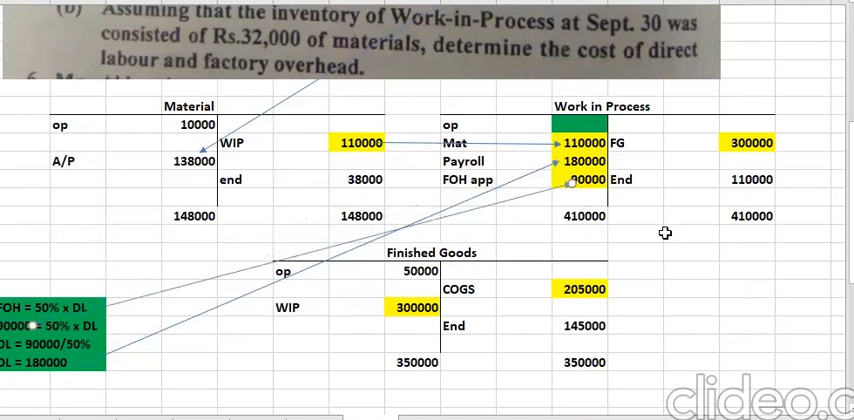 (b) Assuming that the inventory of Work-in-Process at Sept. 30 was
consisted of Rs.32,000 of materials, determine the cost of direct
labour and factory overhead.
Material Work in Process
op 10000 op
WIP 110000 Mat 110000 FG 300000
A/P 138000 Payroll 180000
end 38000 FOH app 90000 End 110000
148000 148000 410000 410000
Finished Goods
op 50000
COGS 205000
FOH = 50% x DL WIP 300000
90000 = 50% x DL End 145000
DL = 90000/50%
DL = 180000 350000 350000
clideo.co